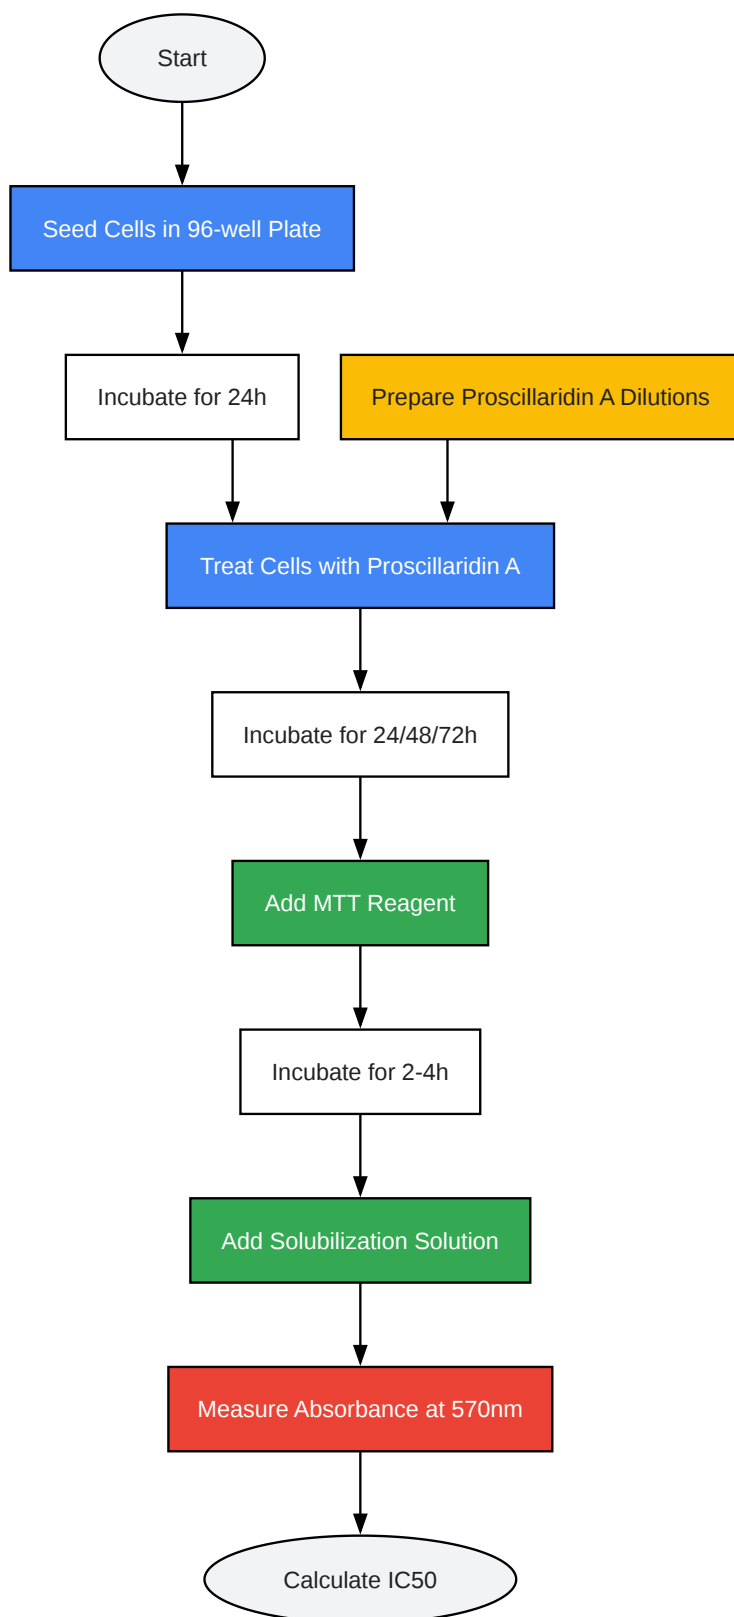 Start
Seed Cells in 96-well Plate
Incubate for 24h
Prepare Proscillaridin A Dilutions
Treat Cells with Proscillaridin A
Incubate for 24/48/72h
Add MTT Reagent
Incubate for 2-4h
Add Solubilization Solution
Measure Absorbance at 570nm
Calculate IC50